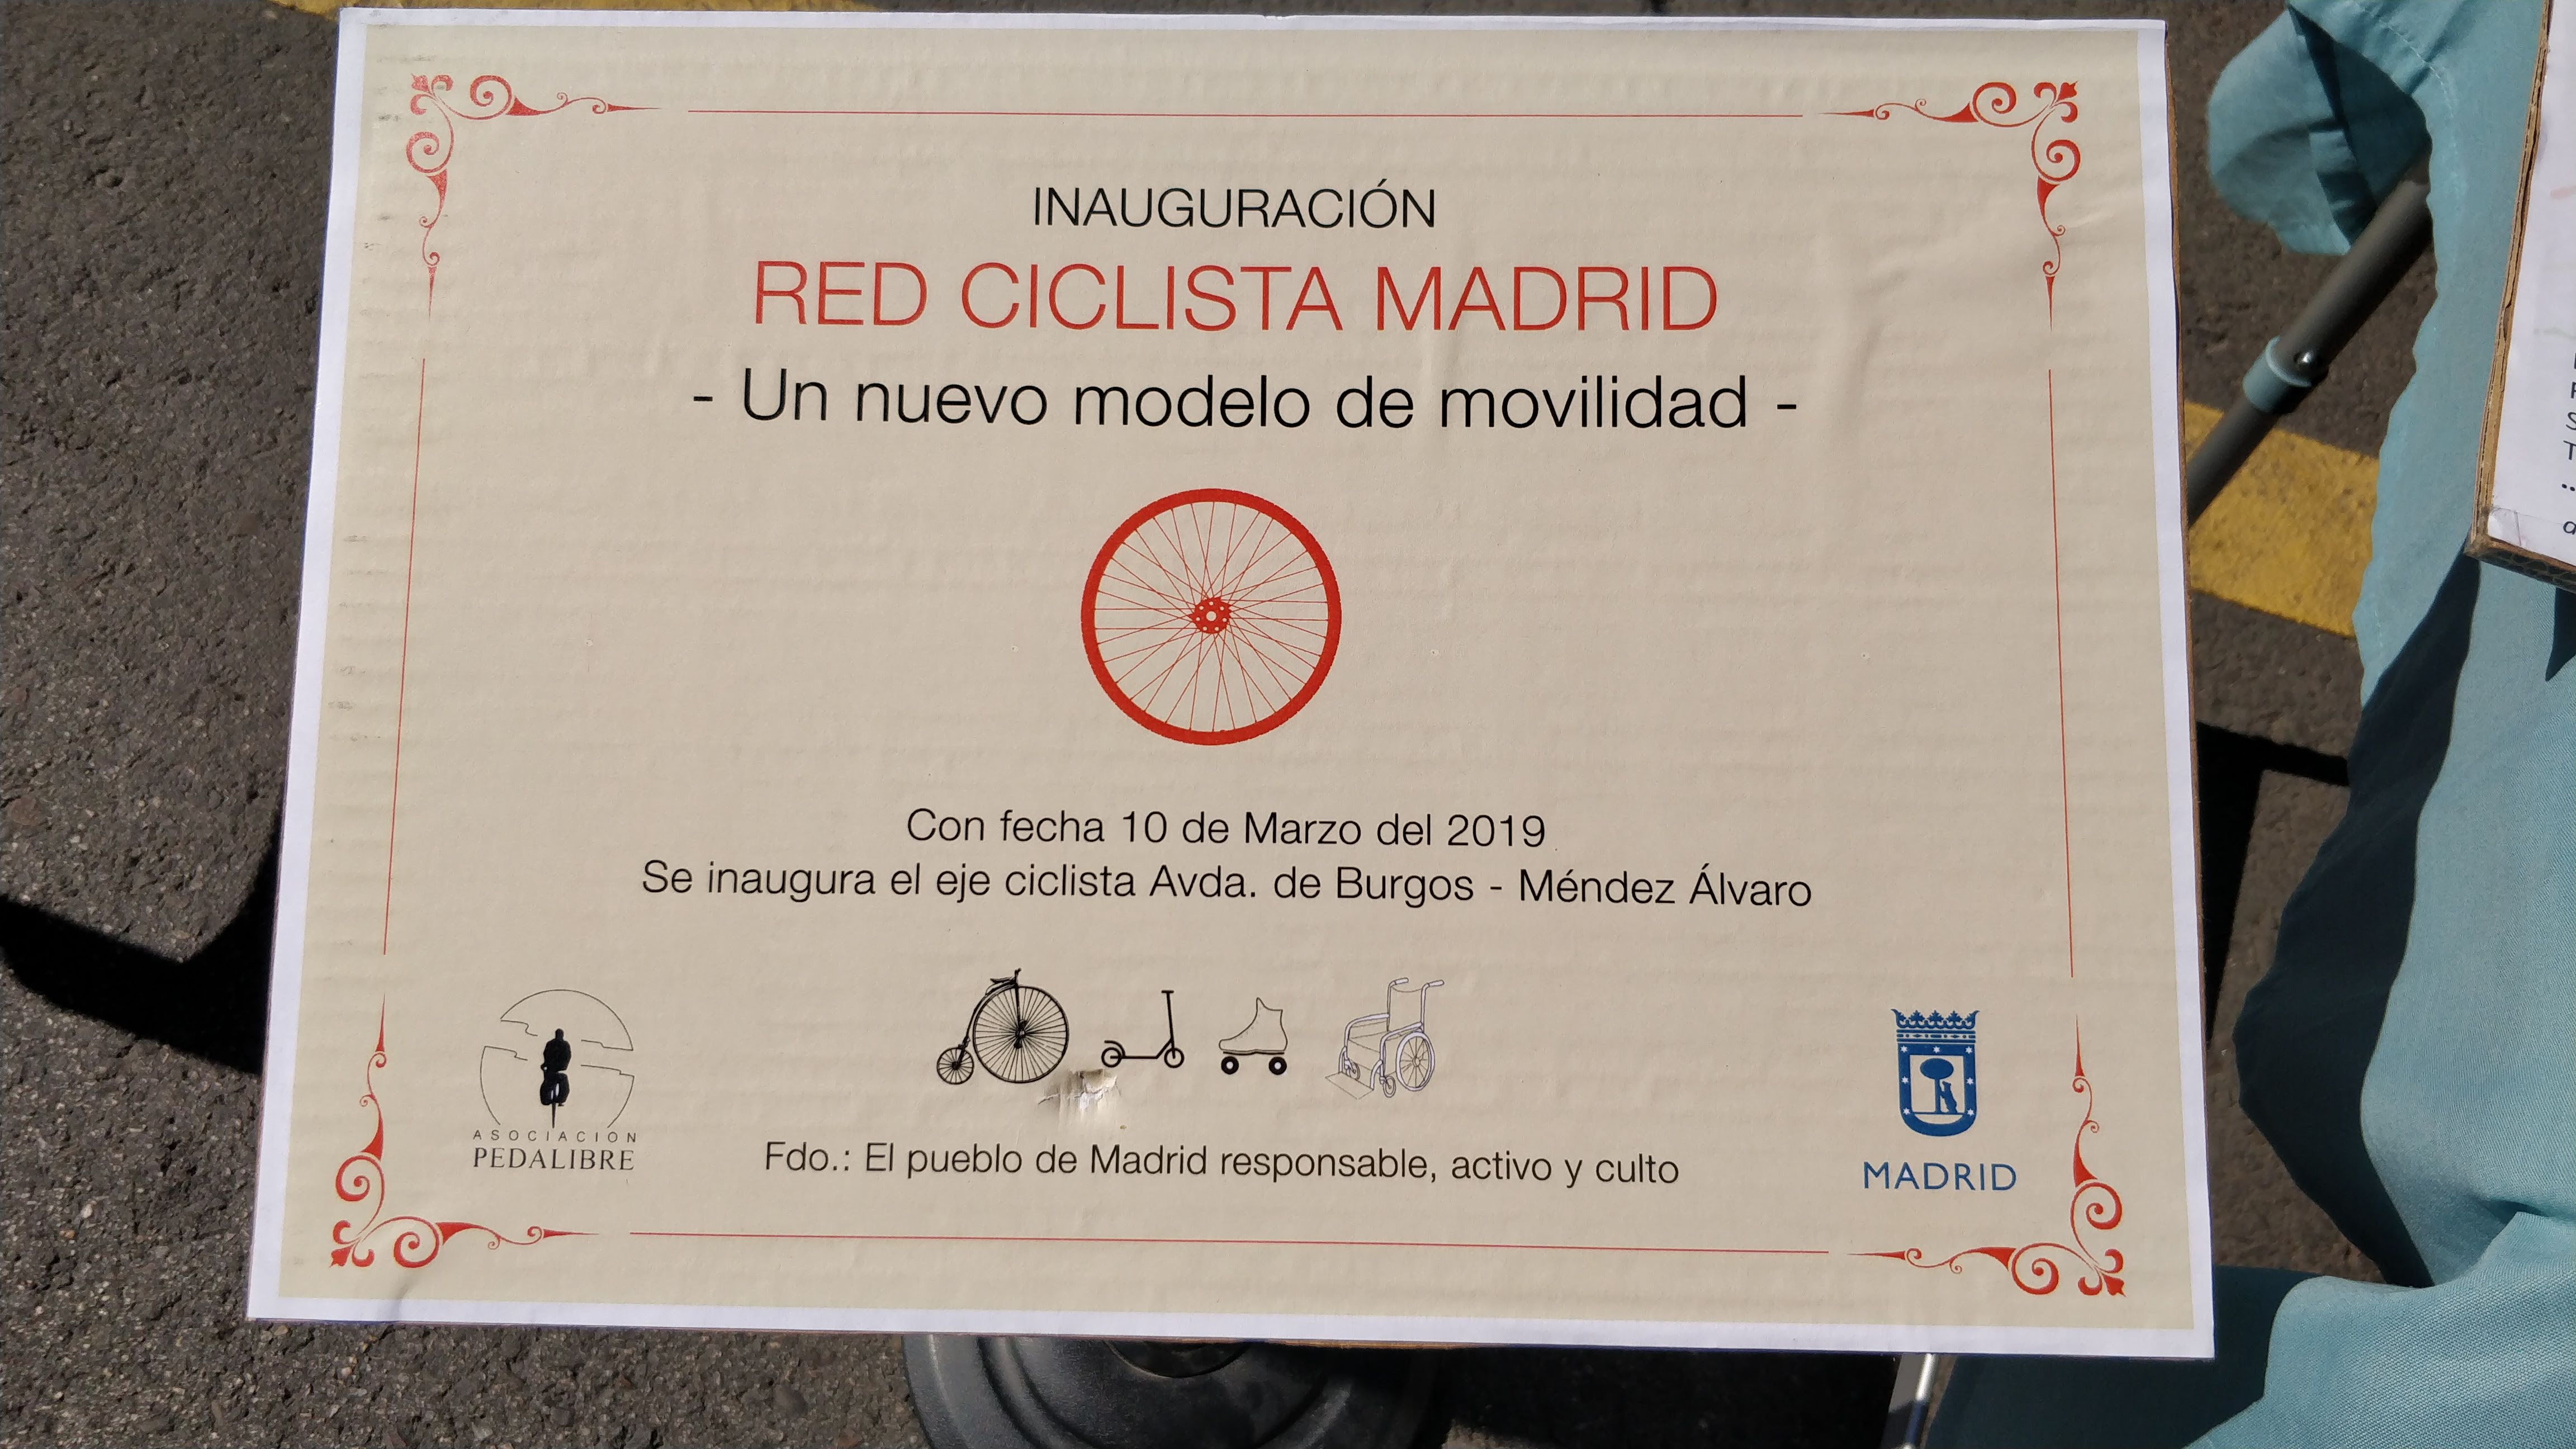 INAUGURACIÓN
RED CICLISTA MADRID
- Un nuevo modelo de movilidad -
Con fecha 10 de Marzo del 2019
Se inaugura el eje ciclista Avda. de Burgos - Méndez Álvaro
ASOCIACION
PEDALIBRE
Fdo.: El pueblo de Madrid responsable, activo y culto
MADRID